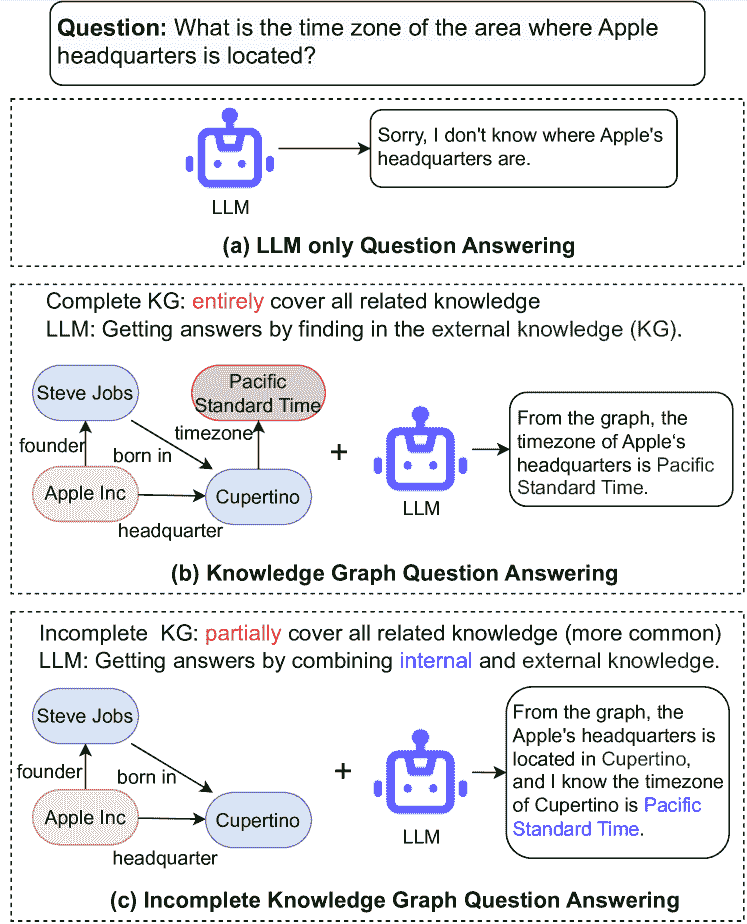 Question: What is the time zone of the area where Apple
headquarters is located?
Sorry, I don't know where Apple's
headquarters are.
LLM
(a) LLM only Question Answering
Complete KG: entirely cover all related knowledge
LLM: Getting answers by finding in the external knowledge (KG).
Steve Jobs
Pacific
Standard Time
founder
born in
timezone
Apple Inc
Cupertino
headquarter
+
LLM
From the graph, the
timezone of Apple's
headquarters is Pacific
Standard Time.
(b) Knowledge Graph Question Answering
Incomplete KG: partially cover all related knowledge (more common)
LLM: Getting answers by combining internal and external knowledge.
Steve Jobs
founder
born in
Apple Inc
Cupertino
headquarter
+
LLM
From the graph, the
Apple's headquarters is
located in Cupertino,
and I know the timezone
of Cupertino is Pacific
Standard Time.
(c) Incomplete Knowledge Graph Question Answering